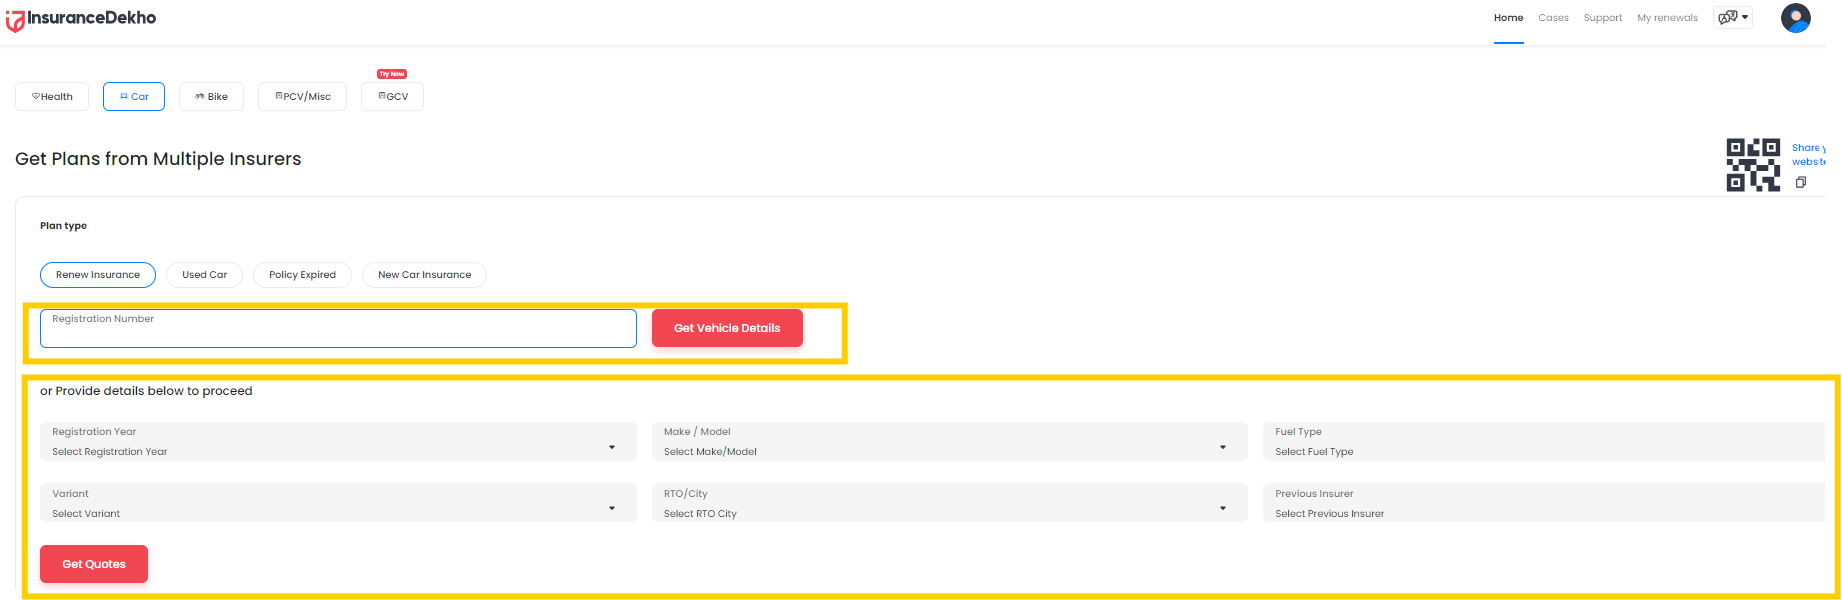 InsuranceDekho
Home Cases Support My renewals
Try Now
Health Car Bike PCV/Misc GCV
Get Plans from Multiple Insurers
Share y
website
Plan type
Renew Insurance Used Car Policy Expired New Car Insurance
Registration Number
Get Vehicle Details
or Provide details below to proceed
Registration Year Make / Model Fuel Type
Select Registration Year Select Make/Model Select Fuel Type
Variant RTO/City Previous Insurer
Select Variant Select RTO City Select Previous Insurer
Get Quotes